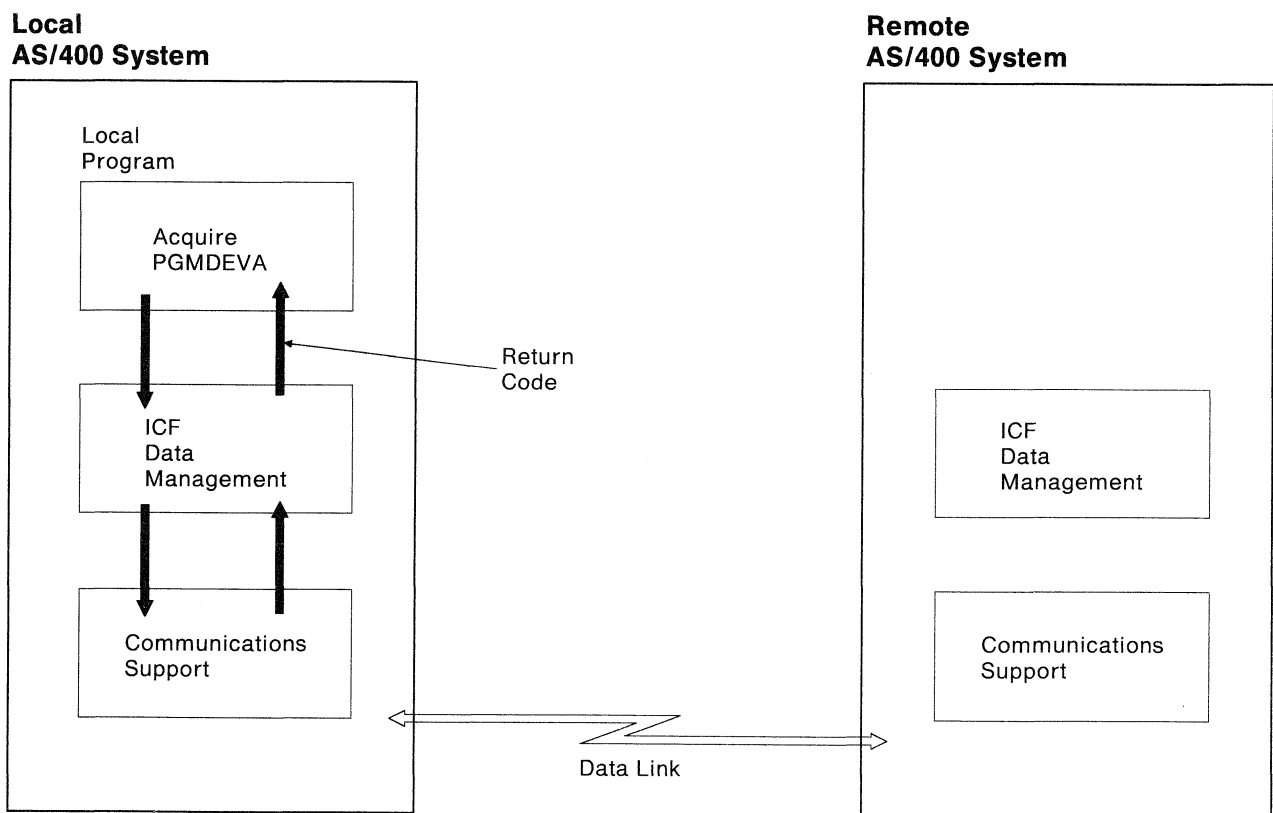 Local
AS/400 System
Remote
AS/400 System
Local
Program
Acquire
PGMDEVA
Return
Code
ICF
Data
Management
ICF
Data
Management
Communications
Support
Communications
Support
Data Link